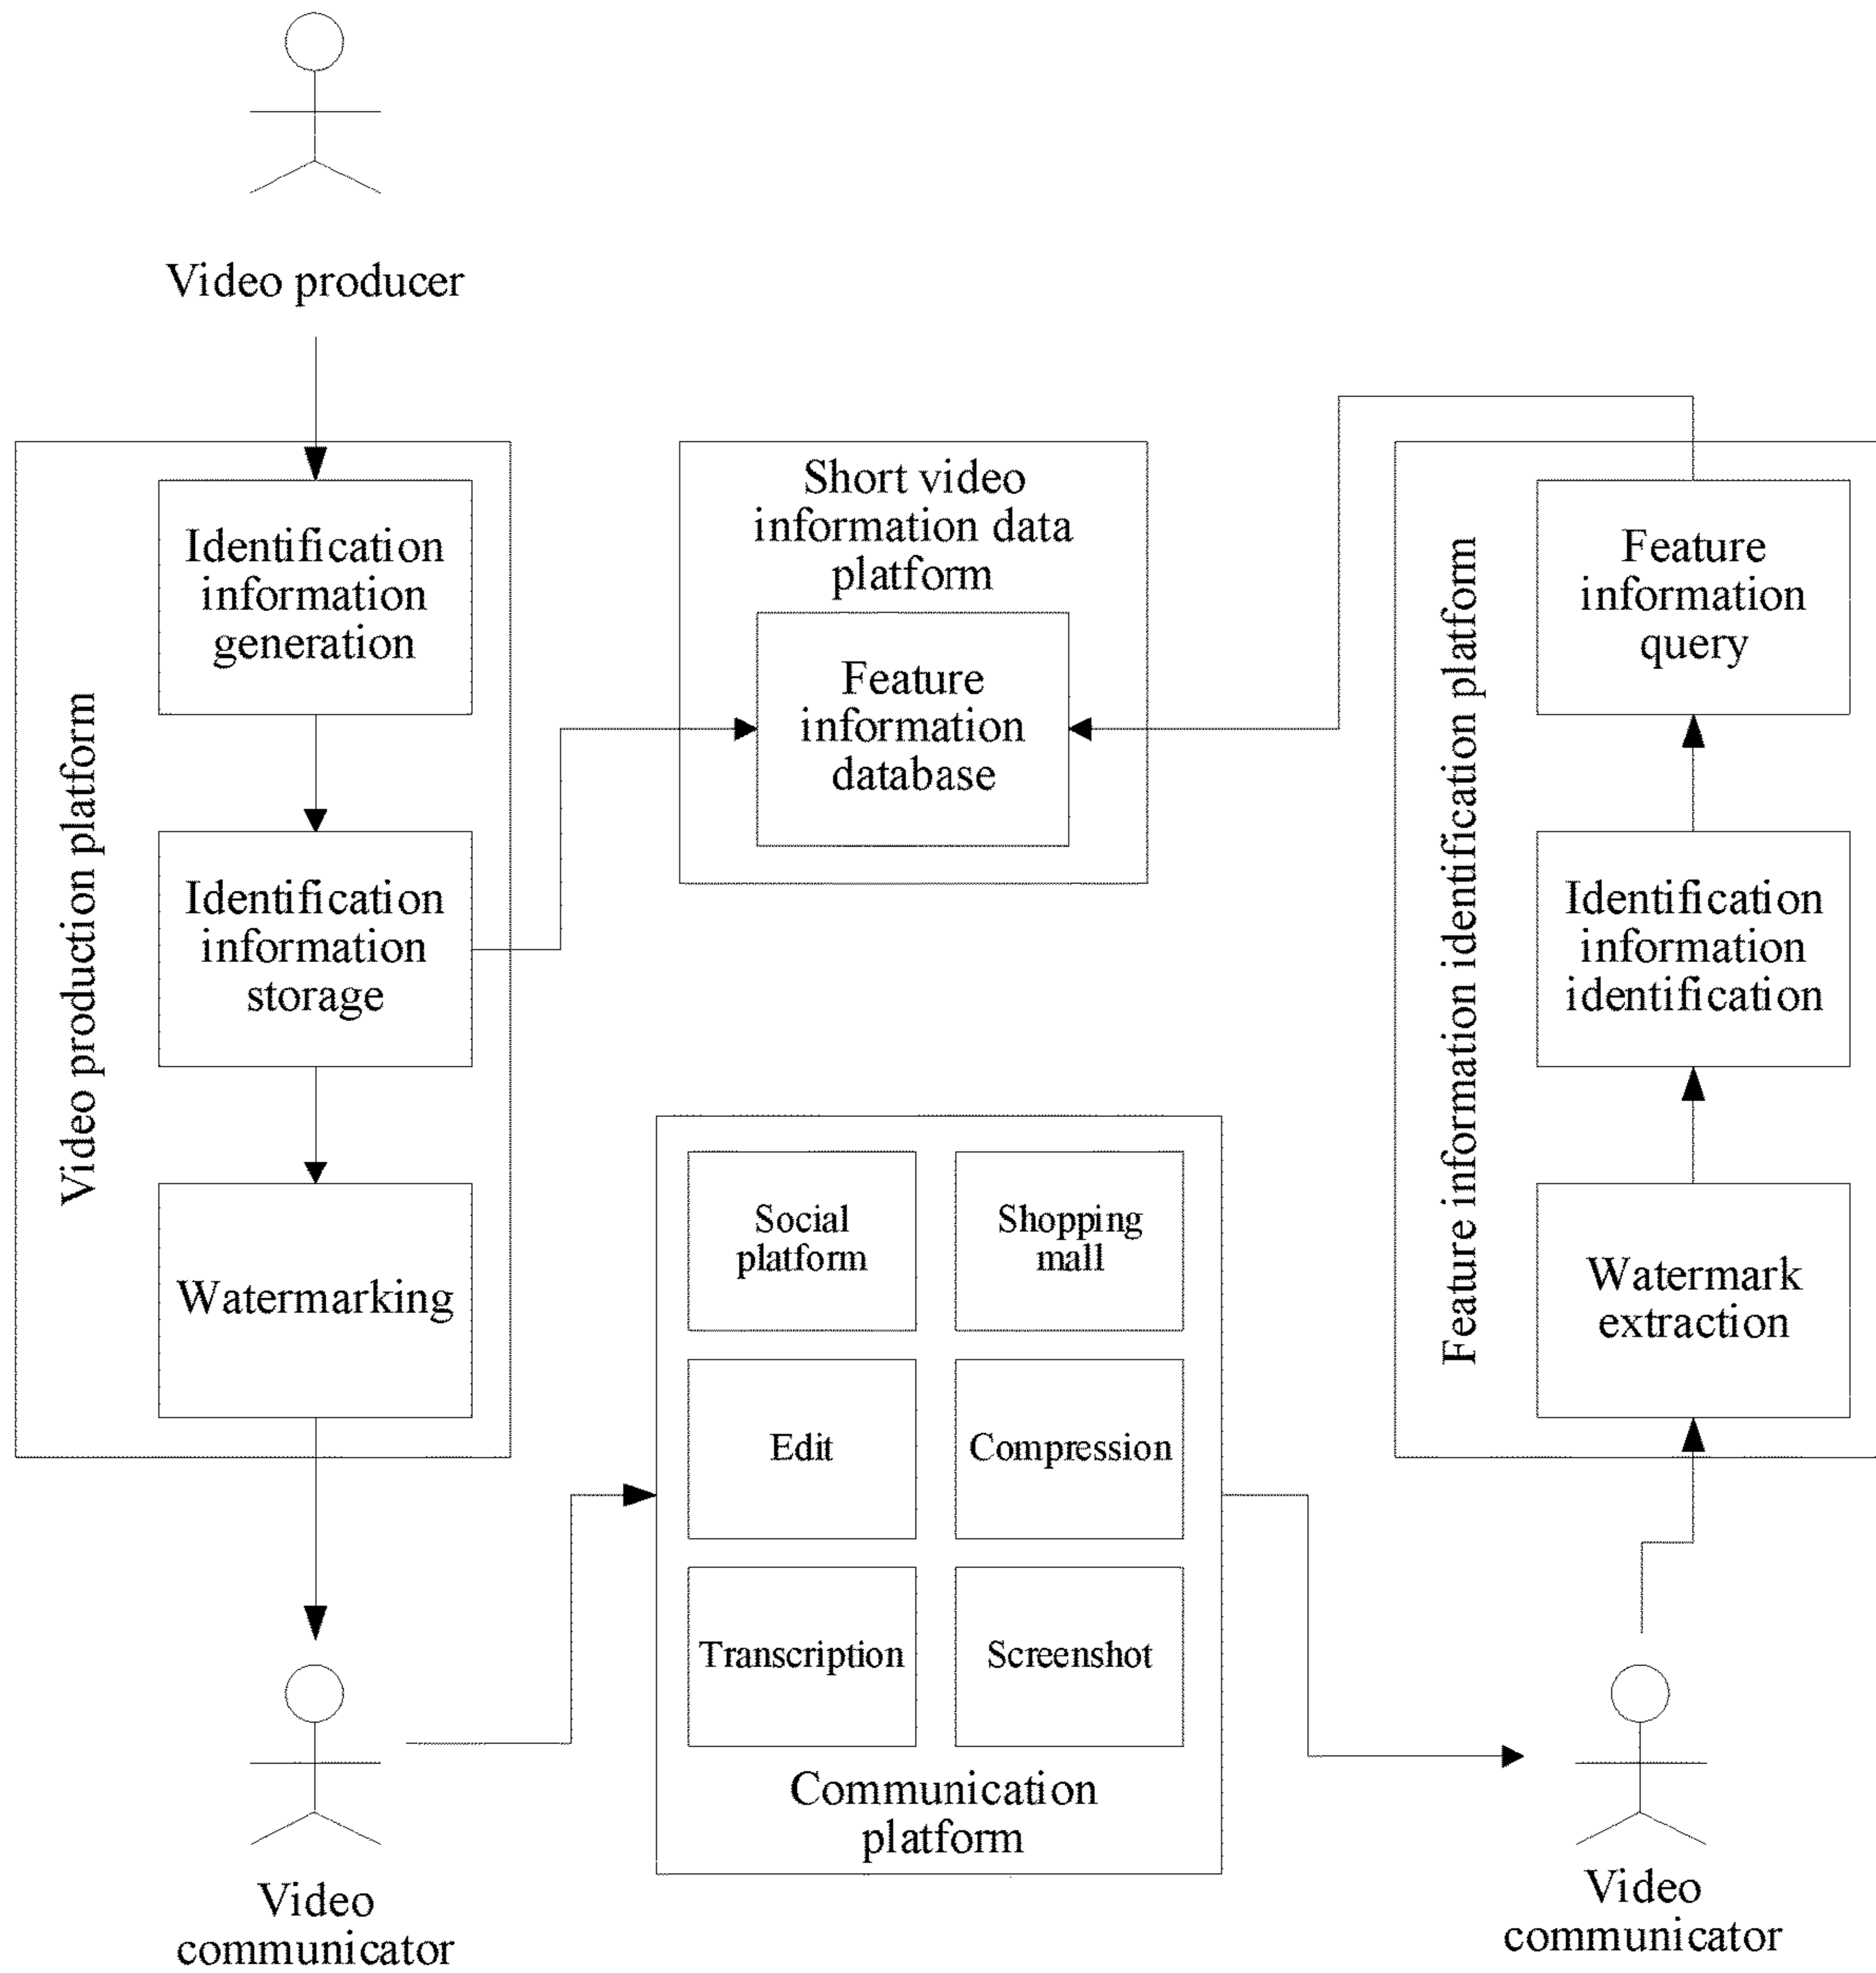 Video producer
Video production platform
Identification
information
generation
Identification
information
storage
Watermarking
Video
communicator
Short video
information data
platform
Feature
information
database
Social
platform
Shopping
mall
Edit
Compression
Transcription
Screenshot
Communication
platform
Feature information identification platform
Feature
information
query
Identification
information
identification
Watermark
extraction
Video
communicator